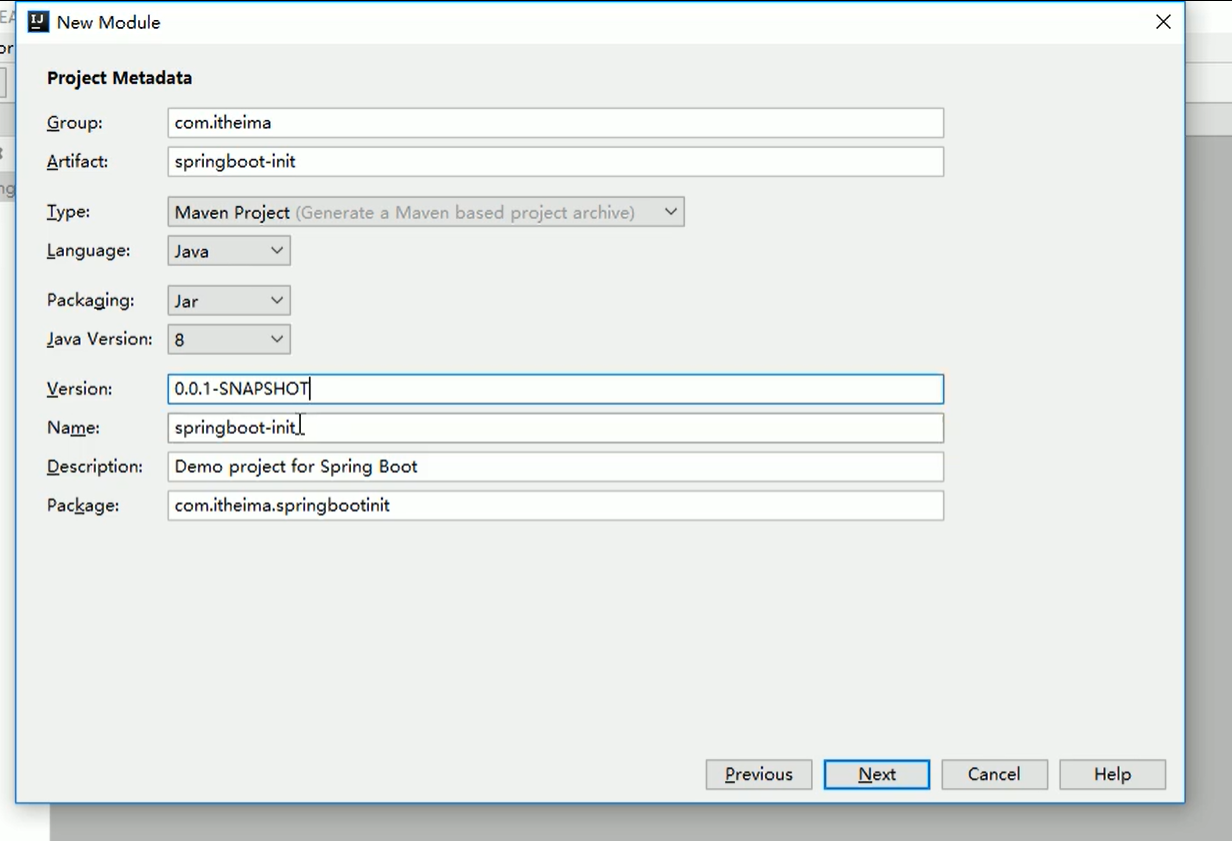 New Module
Project Metadata
Group: com.itheima
Artifact: springboot-init
Type: Maven Project (Generate a Maven based project archive)
Language: Java
Packaging: Jar
Java Version: 8
Version: 0.0.1-SNAPSHOT
Name: springboot-init
Description: Demo project for Spring Boot
Package: com.itheima.springbootinit
Previous Next Cancel Help